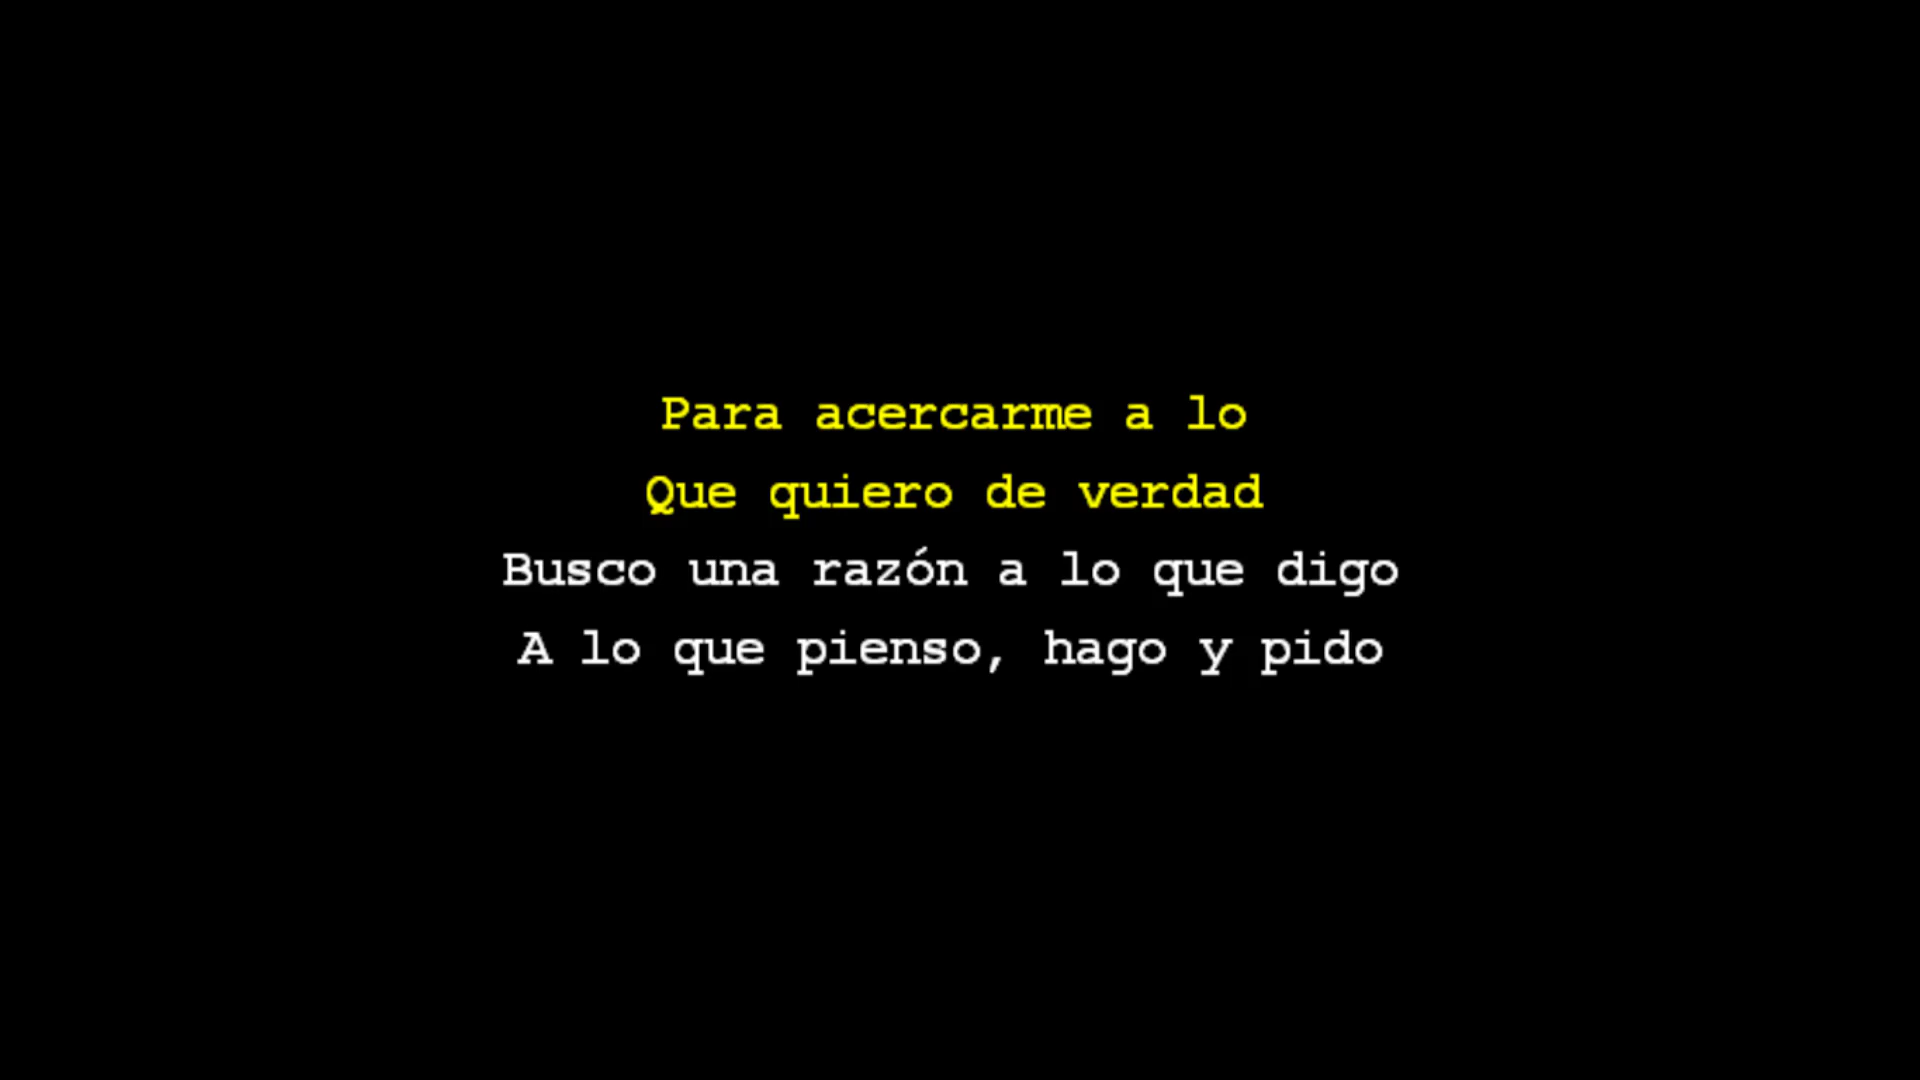 Para acercarme a lo
Que quiero de verdad
Busco una razón a lo que digo
A lo que pienso, hago y pido